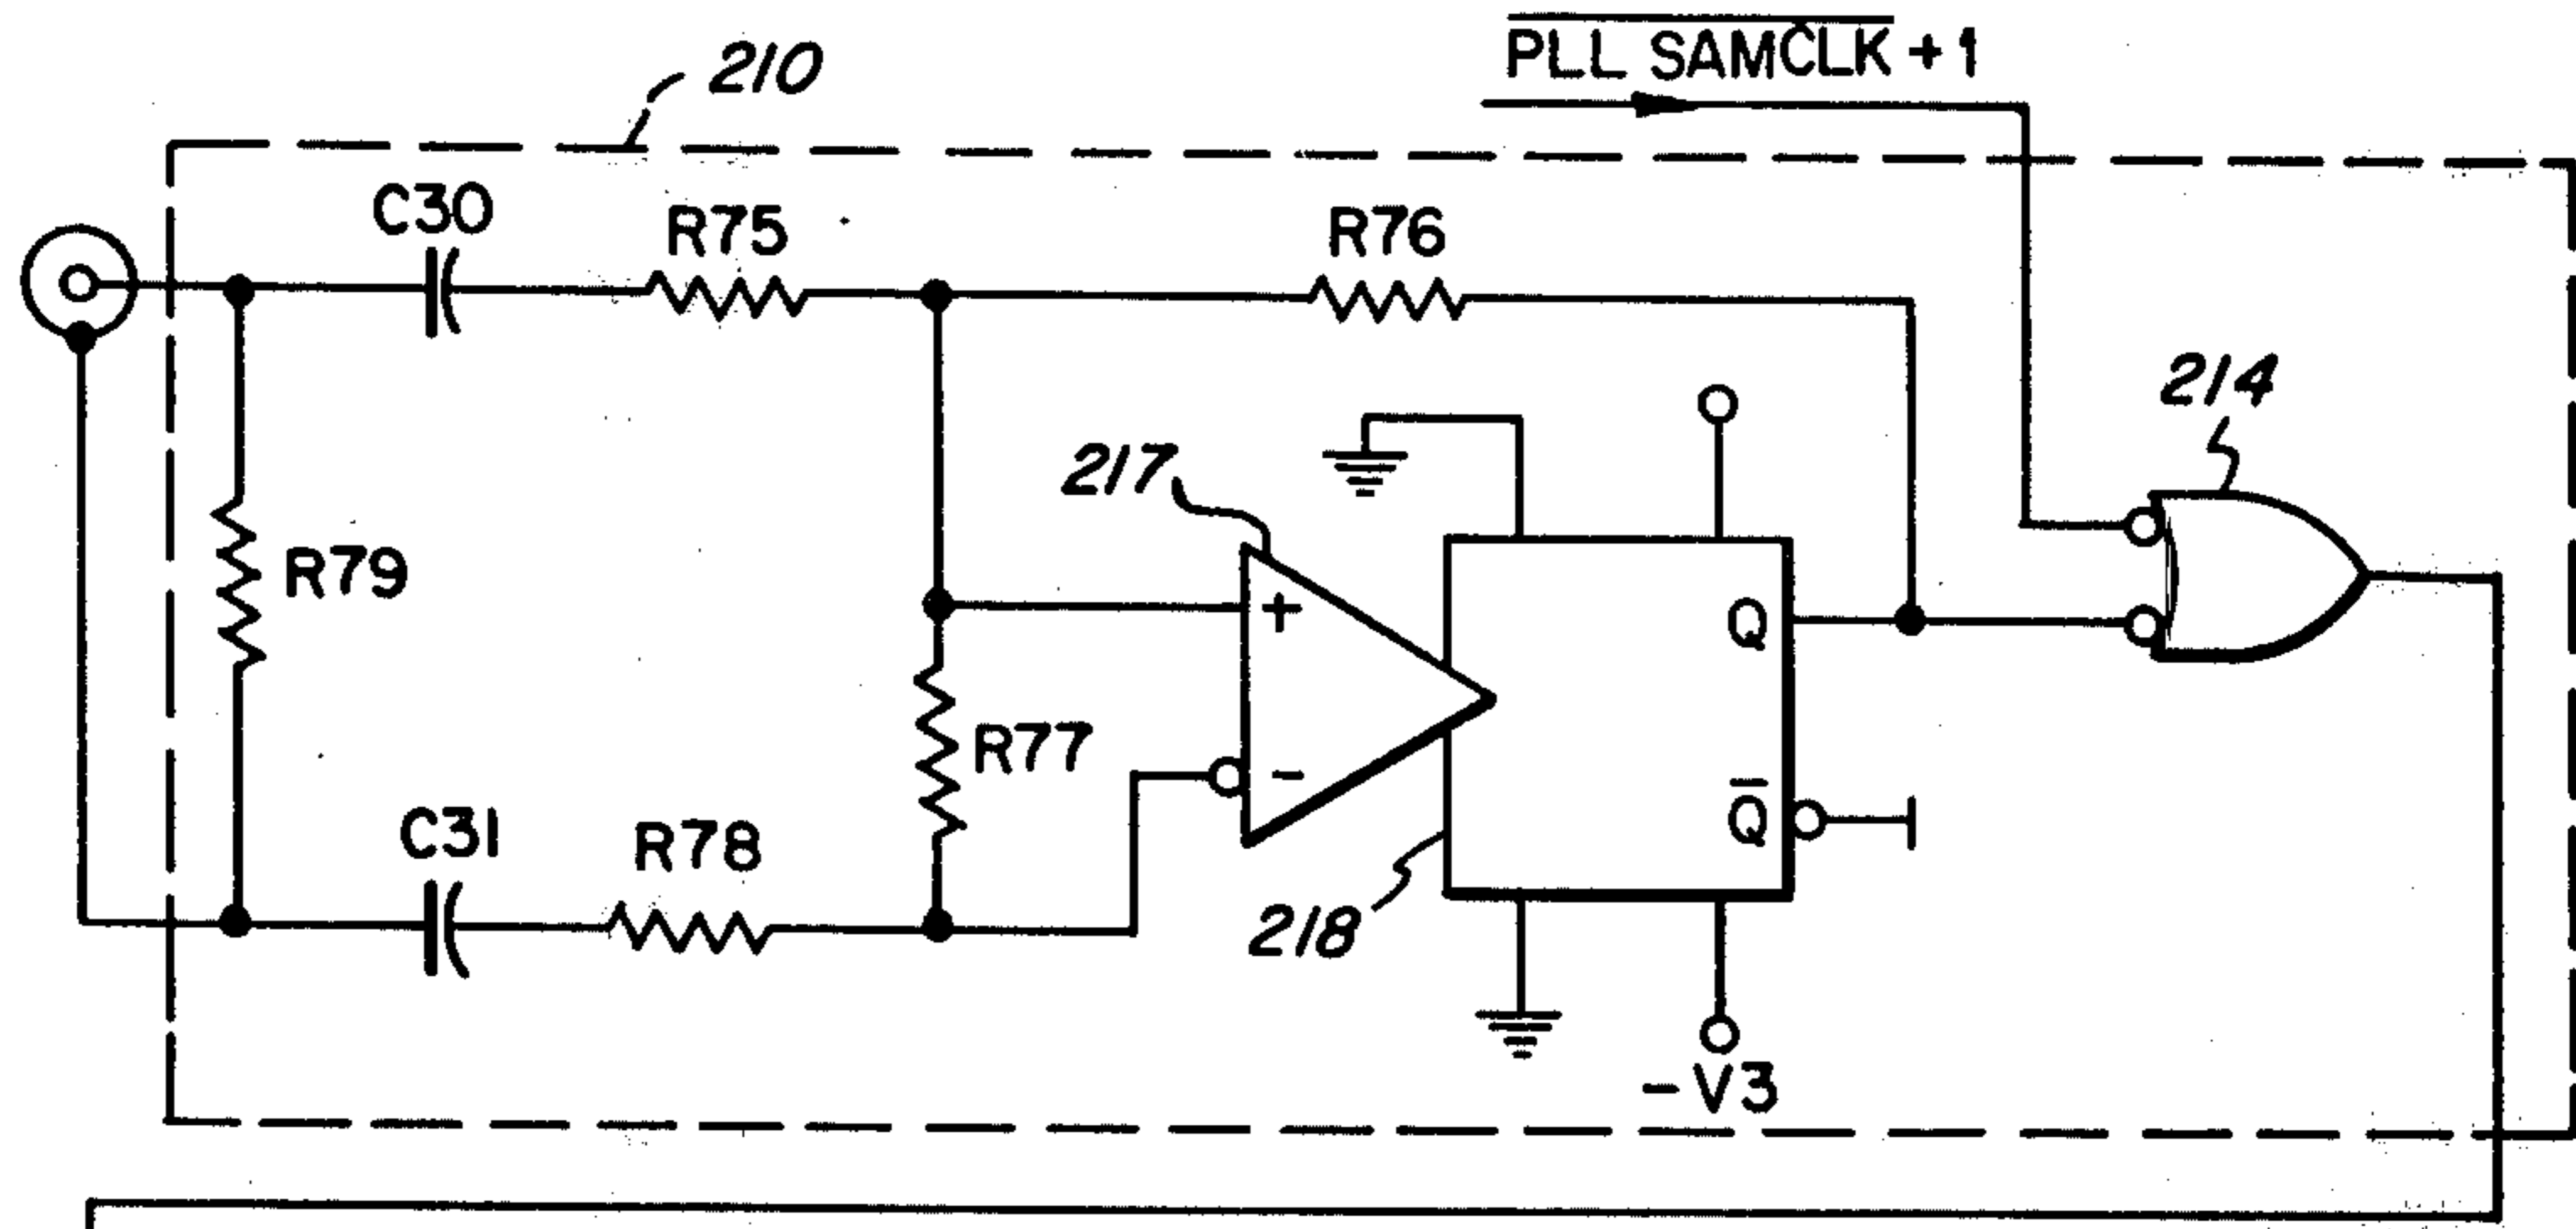 210
PLL SAMCLK + 1
C30
R75
R76
214
217
R79
Q
+
R77
-
Q̅
C31
R78
218
- V3